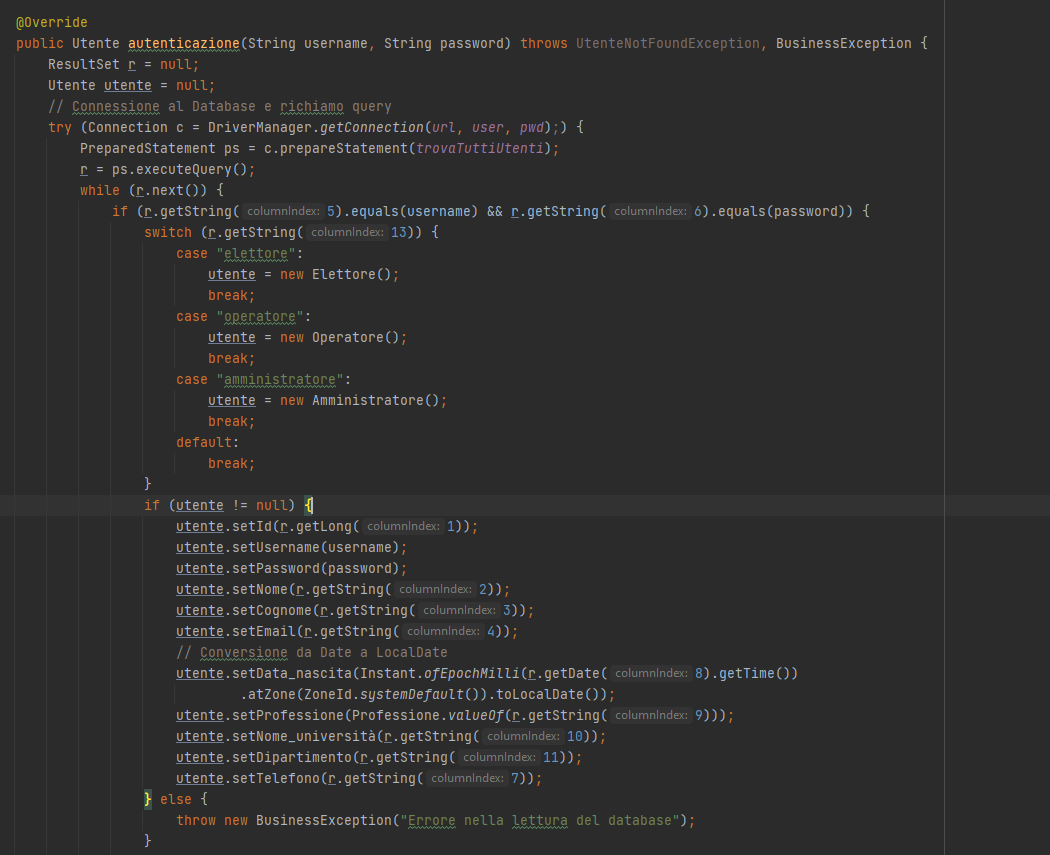 @Override
public Utente autenticazione(String username, String password) throws UtenteNotFoundException, BusinessException {
    ResultSet r = null;
    Utente utente = null;
    // Connessione al Database e richiamo query
    try (Connection c = DriverManager.getConnection(url, user, pwd);) {
        PreparedStatement ps = c.prepareStatement(trovaTuttiUtenti);
        r = ps.executeQuery();
        while (r.next()) {
            if (r.getString( columnIndex: 5).equals(username) && r.getString( columnIndex: 6).equals(password)) {
                switch (r.getString( columnIndex: 13)) {
                    case "elettore":
                        utente = new Elettore();
                        break;
                    case "operatore":
                        utente = new Operatore();
                        break;
                    case "amministratore":
                        utente = new Amministratore();
                        break;
                    default:
                        break;
                }
                if (utente != null) {
                    utente.setId(r.getLong( columnIndex: 1));
                    utente.setUsername(username);
                    utente.setPassword(password);
                    utente.setNome(r.getString( columnIndex: 2));
                    utente.setCognome(r.getString( columnIndex: 3));
                    utente.setEmail(r.getString( columnIndex: 4));
                    // Conversione da Date a LocalDate
                    utente.setData_nascita(Instant.ofEpochMilli(r.getDate( columnIndex: 8).getTime())
                            .atZone(ZoneId.systemDefault()).toLocalDate());
                    utente.setProfessione(Professione.valueOf(r.getString( columnIndex: 9)));
                    utente.setNome_università(r.getString( columnIndex: 10));
                    utente.setDipartimento(r.getString( columnIndex: 11));
                    utente.setTelefono(r.getString( columnIndex: 7));
                } else {
                    throw new BusinessException("Errore nella lettura del database");
                }